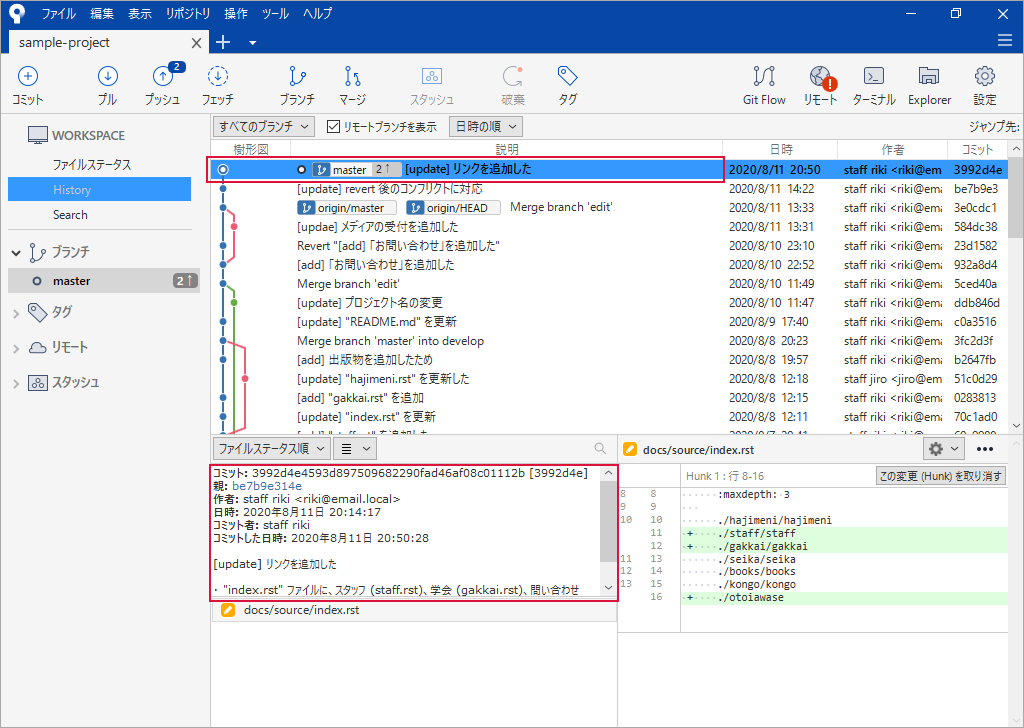 ファイル 編集 表示 リポジトリ 操作 ツール ヘルプ
sample-project
コミット プル 2 プッシュ フェッチ ブランチ マージ スタッシュ 破棄 タグ Git Flow リモート ターミナル Explorer 設定
WORKSPACE
ファイルステータス
History
Search
ブランチ
master 2↑
タグ
リモート
スタッシュ
すべてのブランチ リモートブランチを表示 日時の順 ジャンプ先:
樹形図 説明 日時 作者 コミット
master 2↑ [update] リンクを追加した 2020/8/11 20:50 staff riki <riki@em 3992d4e
[update] revert 後のコンフリクトに対応 2020/8/11 14:22 staff riki <riki@ema be7b9e3
origin/master origin/HEAD Merge branch 'edit' 2020/8/11 13:33 staff riki <riki@ema 3e0cdc1
[updae] メディアの受付を追加した 2020/8/11 13:31 staff riki <riki@ema 584dc38
Revert "[add] 「お問い合わせ」を追加した" 2020/8/10 23:10 staff riki <riki@ema 23d1582
[add] 「お問い合わせ」を追加した 2020/8/10 22:52 staff riki <riki@ema 932a8d4
Merge branch 'edit' 2020/8/10 11:49 staff riki <riki@ema 5ced40a
[update] プロジェクト名の変更 2020/8/10 11:47 staff riki <riki@ema ddb846d
[update] "README.md" を更新 2020/8/9 17:40 staff riki <riki@ema c0a3516
Merge branch 'master' into develop 2020/8/8 20:23 staff riki <riki@ema 3fc2d3f
[add] 出版物を追加したため 2020/8/8 19:57 staff riki <riki@ema b2647fb
[update] "hajimeni.rst" を更新した 2020/8/8 12:18 staff jiro <jiro@em 51c0d29
[add] "gakkai.rst" を追加 2020/8/8 12:15 staff riki <riki@ema 0283813
[update] "index.rst" を更新 2020/8/8 12:11 staff riki <riki@ema 70c1ad0
ファイルステータス順
コミット: 3992d4e4593d897509682290fad46af08c01112b [3992d4e]
親: be7b9e314e
作者: staff riki <riki@email.local>
日時: 2020年8月11日 20:14:17
コミット者: staff riki
コミットした日時: 2020年8月11日 20:50:28
[update] リンクを追加した
・ "index.rst" ファイルに、スタッフ (staff.rst)、学会 (gakkai.rst)、問い合わせ
docs/source/index.rst
docs/source/index.rst
Hunk 1 : 行 8-16 この変更 (Hunk) を取り消す
8 8 :maxdepth: 3
9 9
10 10 ./hajimeni/hajimeni
11 + ./staff/staff
12 + ./gakkai/gakkai
11 13 ./seika/seika
12 14 ./books/books
13 15 ./kongo/kongo
16 + ./otoiawase